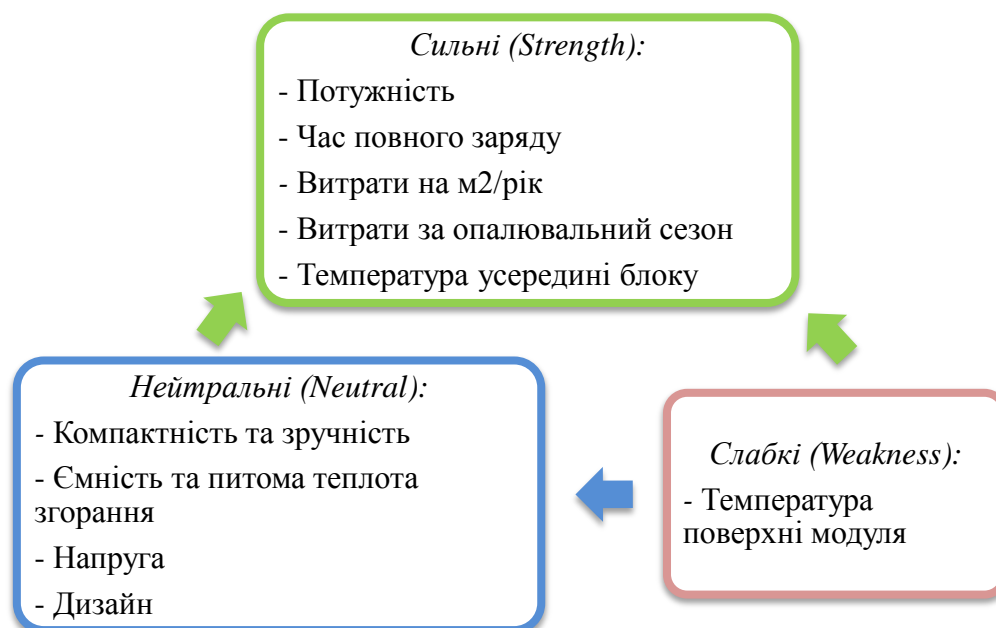 Сильні (Strength):
- Потужність
- Час повного заряду
- Витрати на м2/рік
- Витрати за опалювальний сезон
- Температура усередині блоку
Нейтральні (Neutral):
- Компактність та зручність
- Ємність та питома теплота
згорання
- Напруга
- Дизайн
Слабкі (Weakness):
- Температура
поверхні модуля